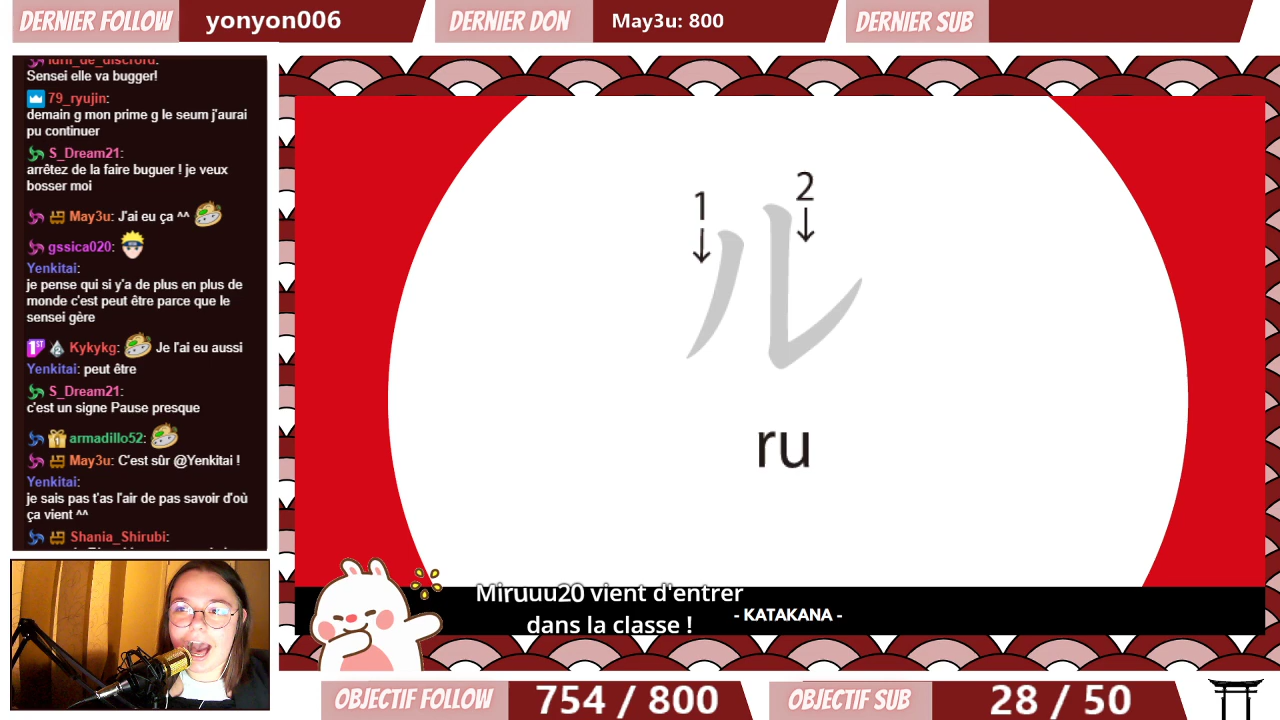 DERNIER FOLLOW
yonyon006
DERNIER DON
May3u: 800
DERNIER SUB
Sensei elle va bugger!
79_ryujin:
demain g mon prime g le seum j'aurai
pu continuer
S_Dream21:
arrêtez de la faire buguer ! je veux
bosser moi
May3u: J'ai eu ça ^^
gssica020:
Yenkitai:
je pense qui si y'a de plus en plus de
monde c'est peut être parce que le
sensei gère
1ST Kykykg: Je l'ai eu aussi
Yenkitai: peut être
S_Dream21:
c'est un signe Pause presque
armadillo52:
May3u: C'est sûr @Yenkitai !
Yenkitai:
je sais pas t'as l'air de pas savoir d'où
ça vient ^^
Shania_Shirubi:
1
2
ル
ru
Miruuu20 vient d'entrer
dans la classe !
- KATAKANA -
OBJECTIF FOLLOW
754 / 800
OBJECTIF SUB
28 / 50